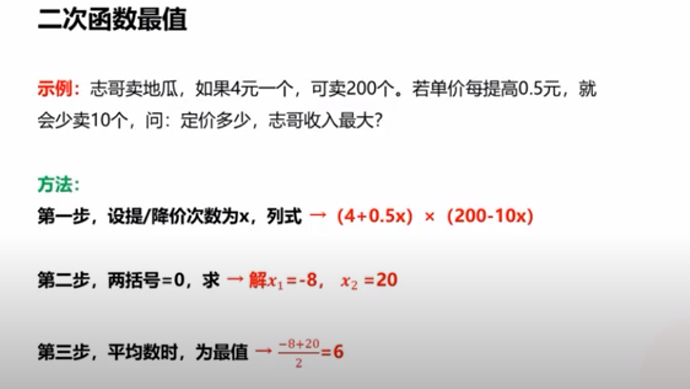 二次函数最值
示例：志哥卖地瓜，如果4元一个，可卖200个。若单价每提高0.5元，就
会少卖10个，问：定价多少，志哥收入最大？
方法：
第一步，设提/降价次数为x，列式 →（4+0.5x）×（200-10x）
第二步，两括号=0，求 → 解x₁=-8， x₂ =20
第三步，平均数时，为最值 → \frac{-8+20}{2}=6